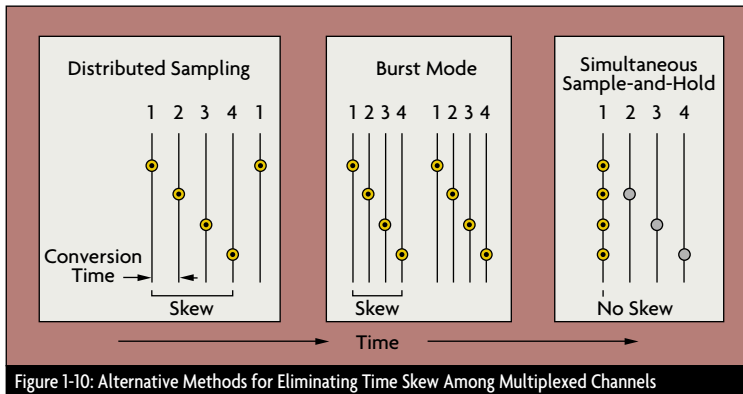 Distributed Sampling
1 2 3 4 1
Conversion
Time
Skew
Burst Mode
1 2 3 4 1 2 3 4
Skew
Simultaneous
Sample-and-Hold
1 2 3 4
No Skew
Time
Figure 1-10: Alternative Methods for Eliminating Time Skew Among Multiplexed Channels